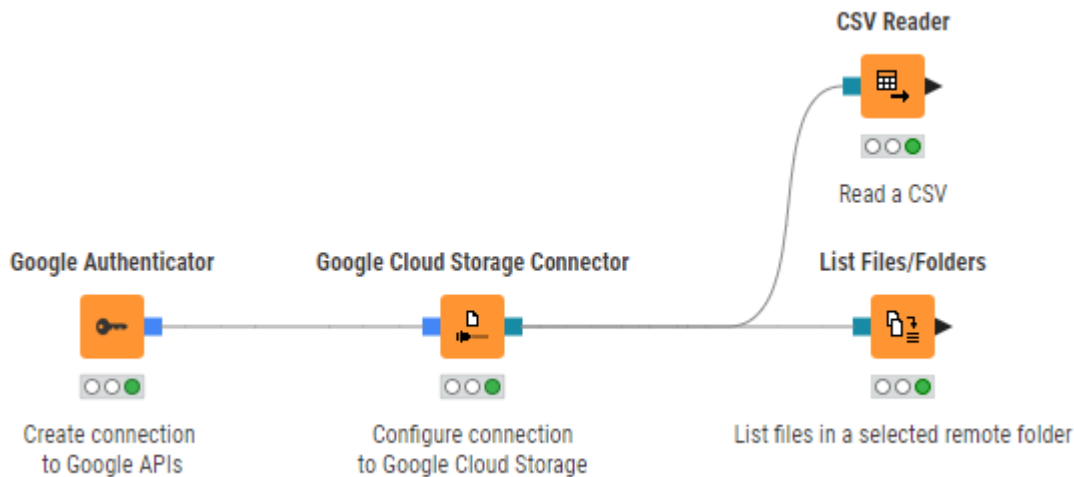 CSV Reader
Read a CSV
Google Authenticator
Google Cloud Storage Connector
List Files/Folders
Create connection
to Google APIs
Configure connection
to Google Cloud Storage
List files in a selected remote folder